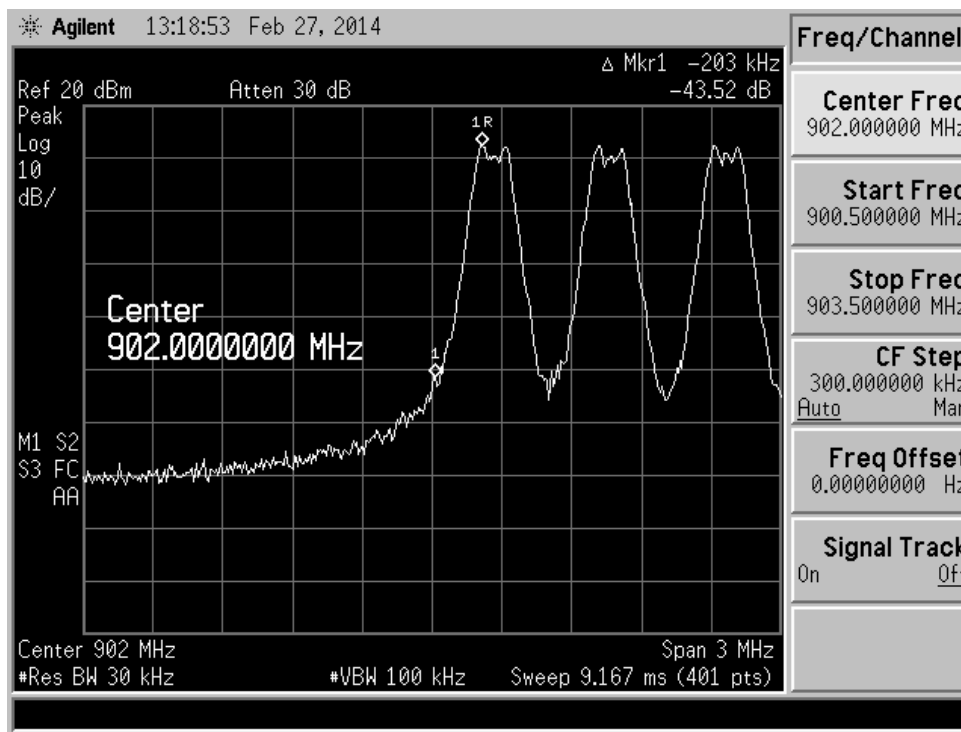 Agilent 13:18:53 Feb 27, 2014
Δ Mkr1 -203 kHz
Ref 20 dBm Atten 30 dB -43.52 dB
Peak
Log
10
dB/
1R
Center
902.0000000 MHz
1
M1 S2
S3 FC
AA
Center 902 MHz Span 3 MHz
#Res BW 30 kHz #VBW 100 kHz Sweep 9.167 ms (401 pts)
Freq/Channel
Center Freq
902.000000 MHz
Start Freq
900.500000 MHz
Stop Freq
903.500000 MHz
CF Step
300.000000 kHz
Auto Man
Freq Offset
0.00000000 Hz
Signal Track
On Off